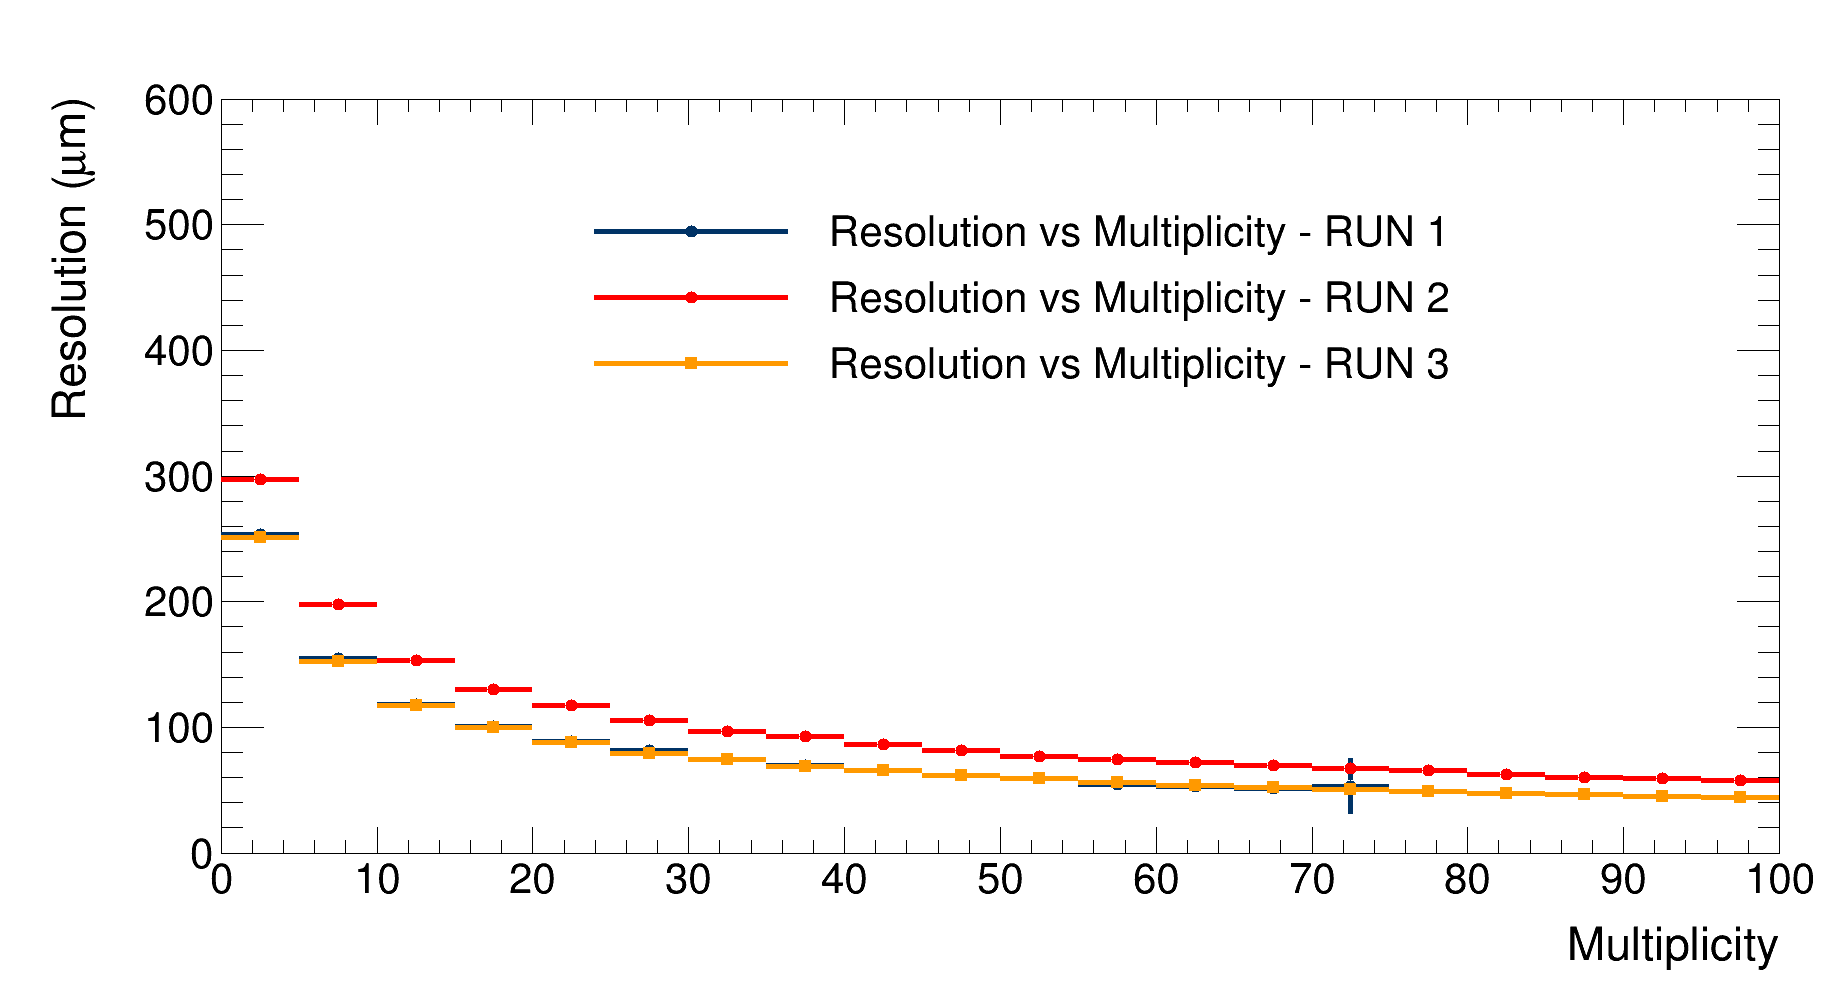 Resolution (μm)
600
500
400
300
200
100
0
Resolution vs Multiplicity - RUN 1
Resolution vs Multiplicity - RUN 2
Resolution vs Multiplicity - RUN 3
0 10 20 30 40 50 60 70 80 90 100
Multiplicity